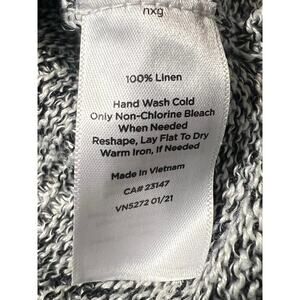 nxg
100% Linen
Hand Wash Cold
Only Non-Chlorine Bleach
When Needed
Reshape, Lay Flat To Dry
Warm Iron, If Needed
Made in Vietnam
CA# 23147
VN5272 01/21